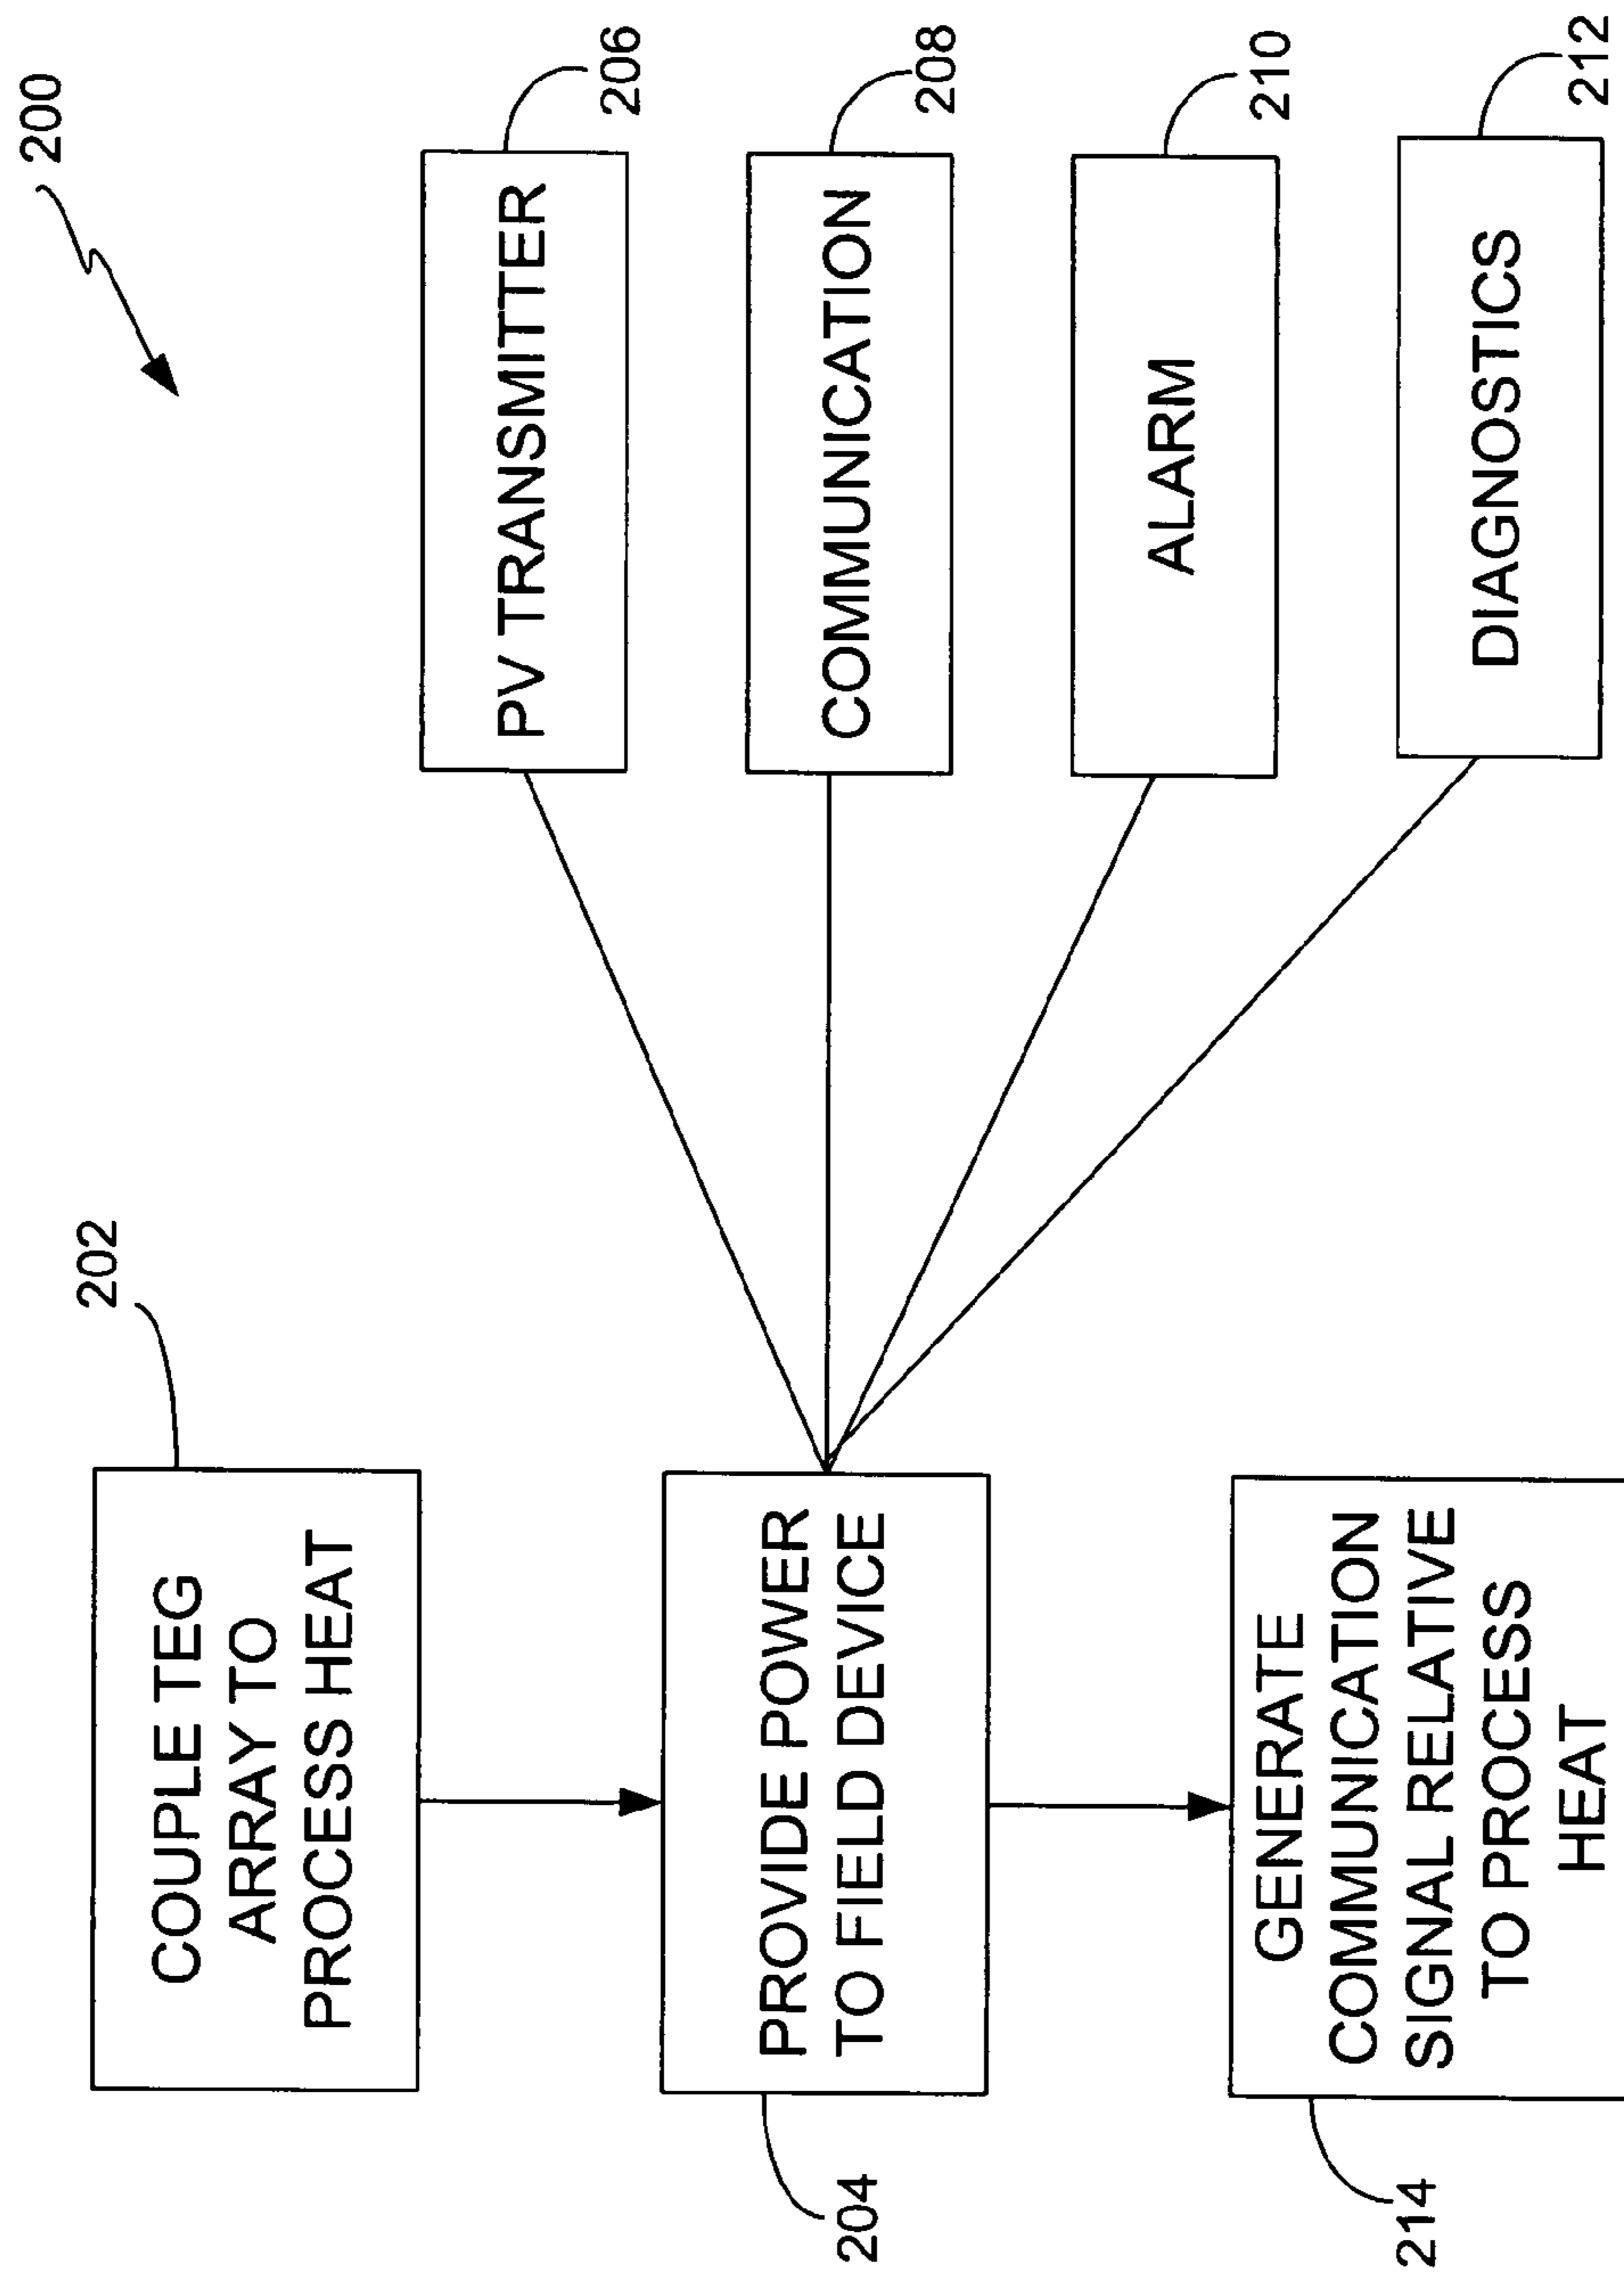 200
202
COUPLE TEG
ARRAY TO
PROCESS HEAT
204
PROVIDE POWER
TO FIELD DEVICE
214
GENERATE
COMMUNICATION
SIGNAL RELATIVE
TO PROCESS
HEAT
PV TRANSMITTER
206
COMMUNICATION
208
ALARM
210
DIAGNOSTICS
212